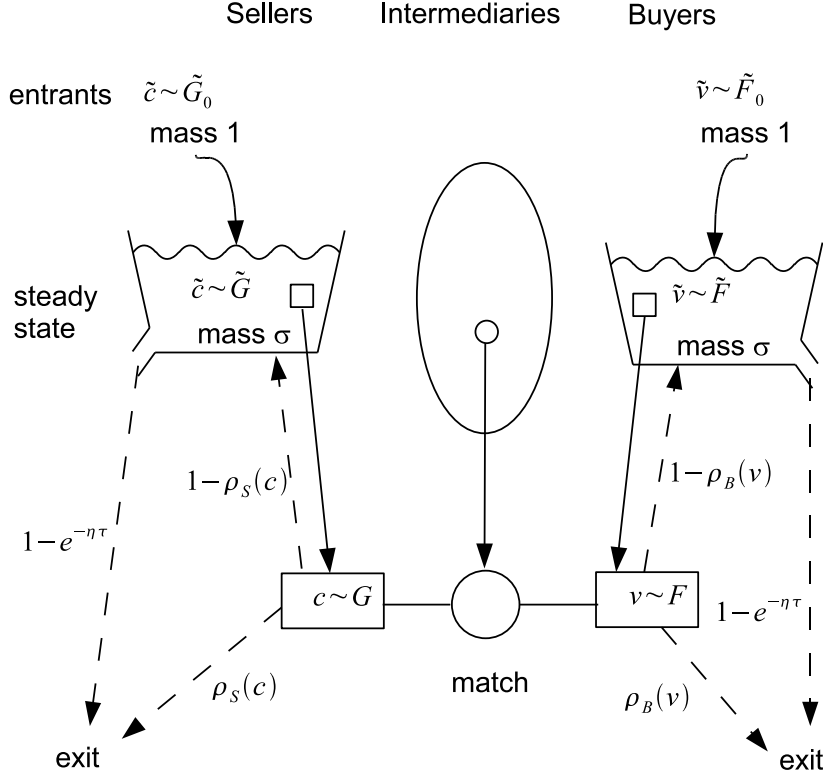 Sellers Intermediaries Buyers
entrants c̃~G̃₀ ṽ~F̃₀
mass 1 mass 1
steady state c̃~G̃ ṽ~F̃
mass σ mass σ
1−ρ_S(c) 1−ρ_B(v)
1−e^{−ητ}
c~G v~F 1−e^{−ητ}
match
ρ_S(c) ρ_B(v)
exit exit